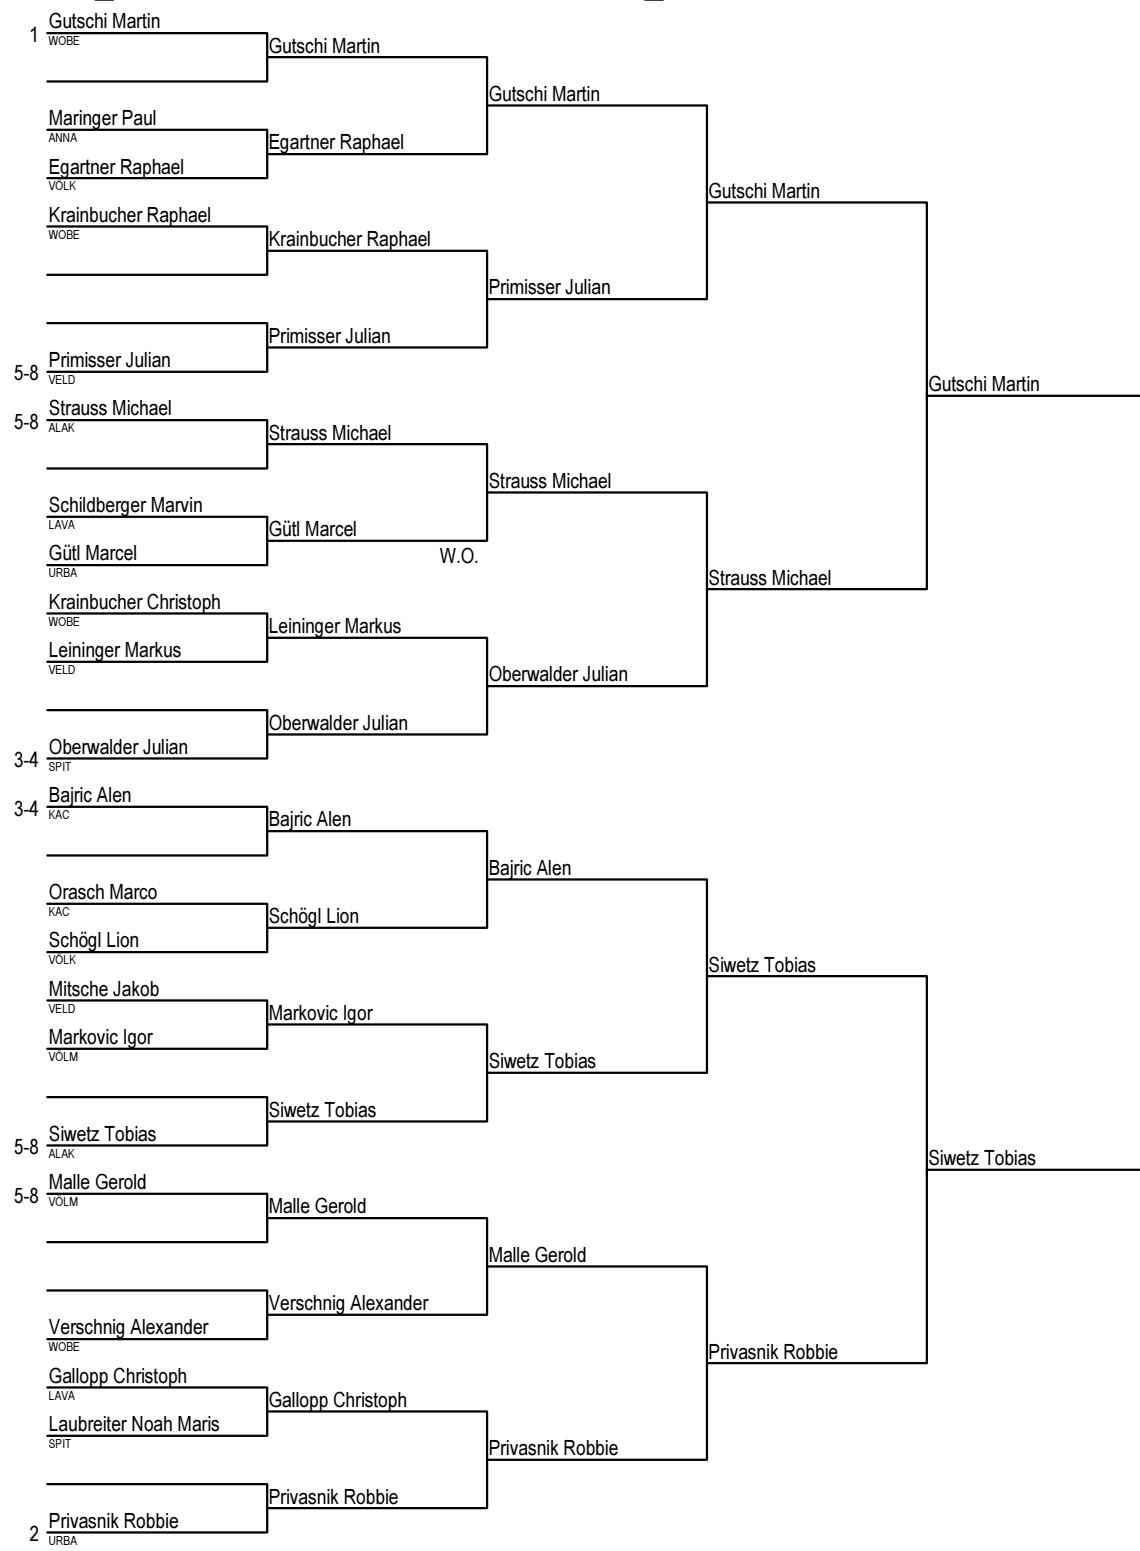 Gutschi Martin
1
WOBE
Gutschi Martin
Gutschi Martin
Maringer Paul
ANNA
Egartner Raphael
Egartner Raphael
VÖLK
Gutschi Martin
Krainbucher Raphael
WOBE
Krainbucher Raphael
Primisser Julian
Primisser Julian
Primisser Julian
5-8
VELD
Gutschi Martin
Strauss Michael
5-8
ALAK
Strauss Michael
Strauss Michael
Schildberger Marvin
LAVA
Gütl Marcel
Gütl Marcel
W.O.
URBA
Strauss Michael
Krainbucher Christoph
WOBE
Leininger Markus
Leininger Markus
VELD
Oberwalder Julian
Oberwalder Julian
Oberwalder Julian
3-4
SPIT
Bajric Alen
3-4
KAC
Bajric Alen
Bajric Alen
Orasch Marco
KAC
Schögl Lion
Schögl Lion
VÖLK
Siwetz Tobias
Mitsche Jakob
VELD
Markovic Igor
Markovic Igor
VÖLM
Siwetz Tobias
Siwetz Tobias
Siwetz Tobias
5-8
ALAK
Siwetz Tobias
Malle Gerold
5-8
VÖLM
Malle Gerold
Malle Gerold
Verschnig Alexander
Verschnig Alexander
WOBE
Privasnik Robbie
Gallopp Christoph
LAVA
Gallopp Christoph
Laubreiter Noah Maris
SPIT
Privasnik Robbie
Privasnik Robbie
Privasnik Robbie
2
URBA